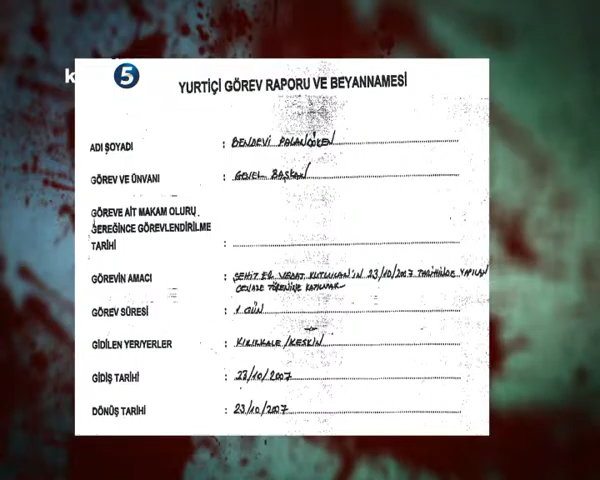 k 5
YURTİÇİ GÖREV RAPORU VE BEYANNAMESİ
ADI SOYADI : BENDEVİ PALANDÖKEN
GÖREV VE ÜNVANI : GENEL BAŞKAN
GÖREVE AİT MAKAM OLURU
GEREĞİNCE GÖREVLENDİRİLME
TARİHİ :
GÖREVİN AMACI : ŞEHİT ER VEDAT KUTLUCAN'IN 23/10/2007 TARİHİNDE YAPILAN
CENAZE TÖRENİNE KATILMAK
GÖREV SÜRESİ : 1 GÜN
GİDİLEN YER/YERLER : KIRIKKALE/KESKİN
GİDİŞ TARİHİ : 23/10/2007
DÖNÜŞ TARİHİ : 23/10/2007